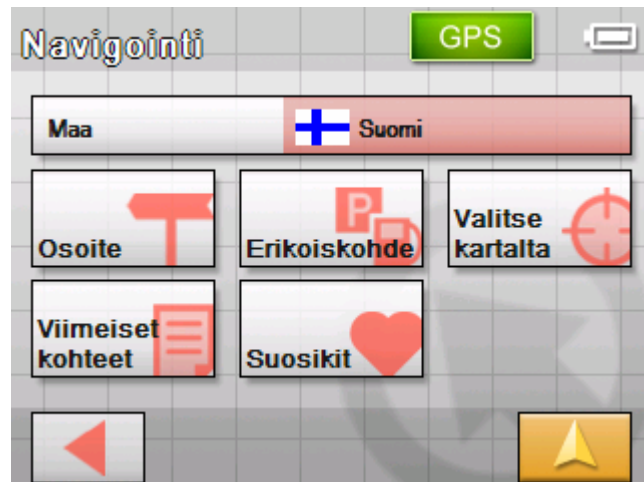 Navigointi
GPS
Maa
Suomi
Osoite
P
Erikoiskohde
Valitse
kartalta
Viimeiset
kohteet
Suosikit